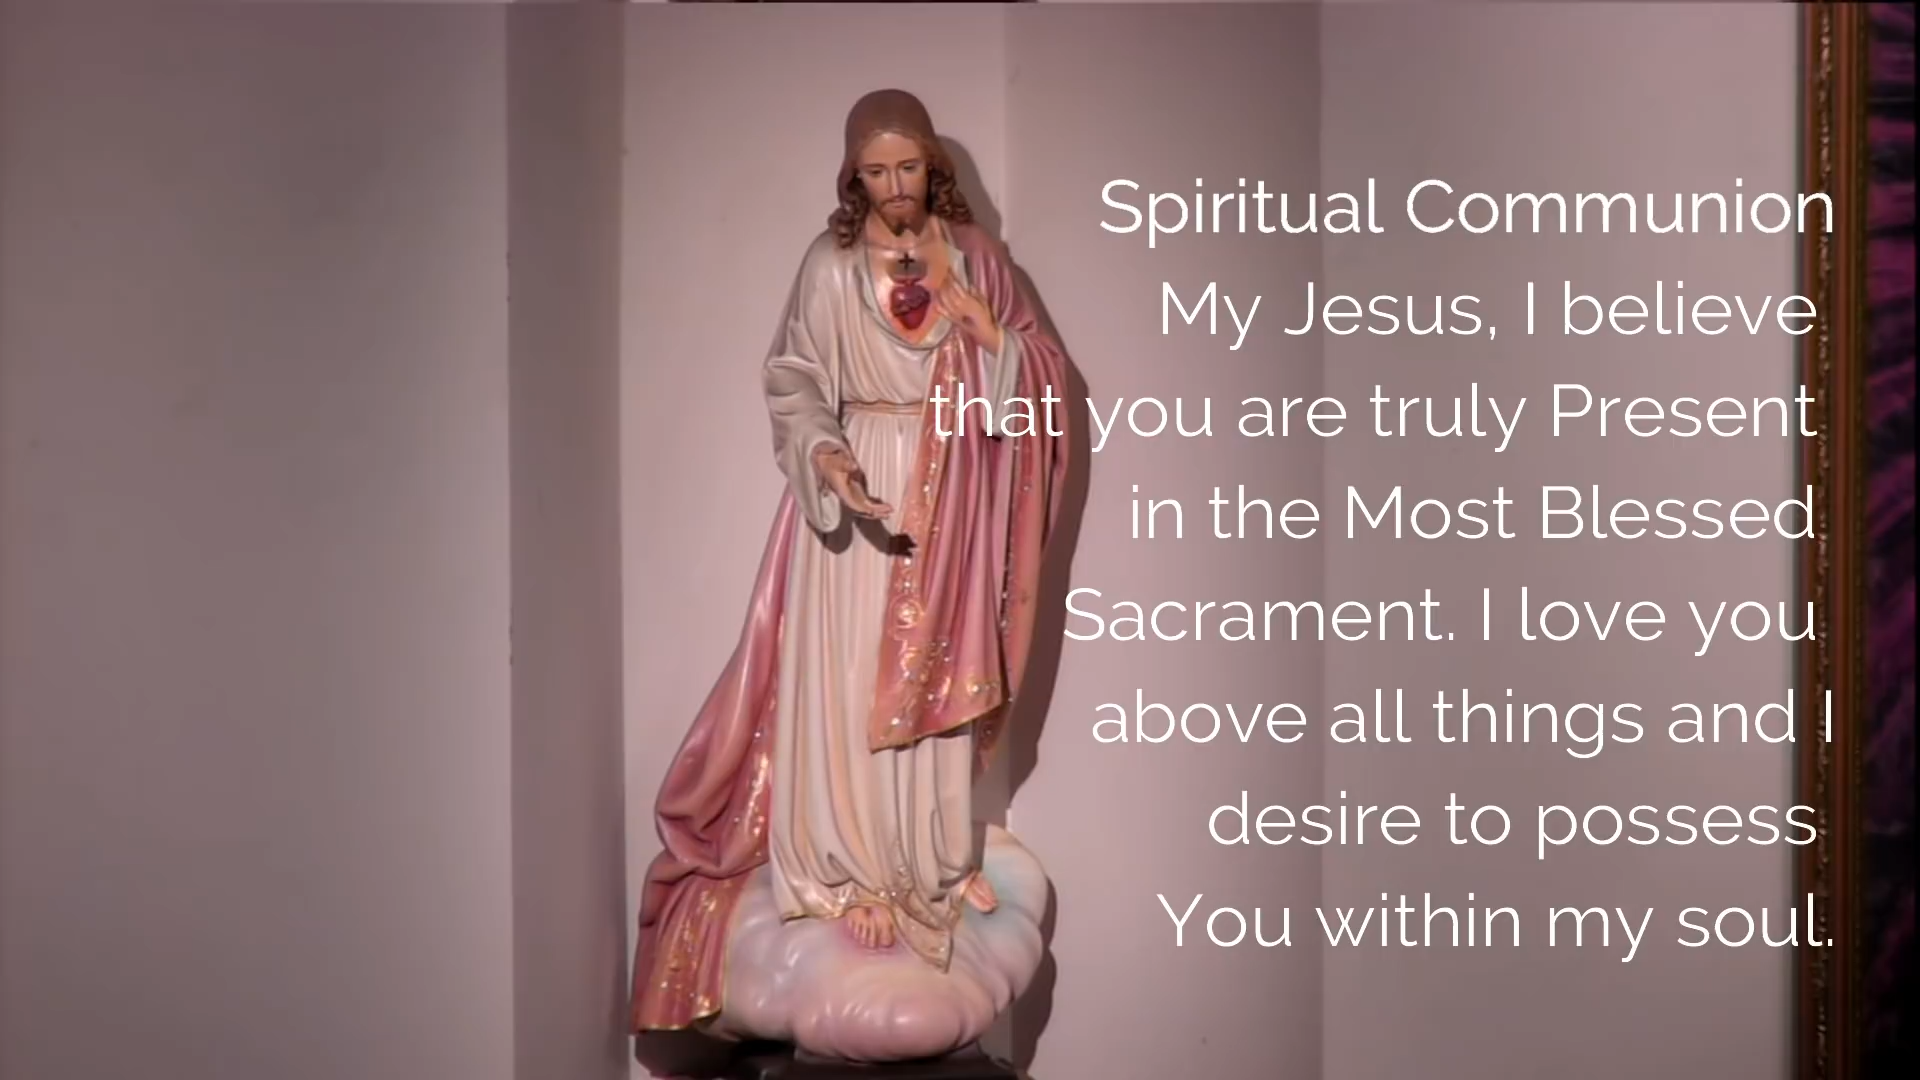 Spiritual Communion
My Jesus, I believe
that you are truly Present
in the Most Blessed
Sacrament. I love you
above all things and I
desire to possess
You within my soul.